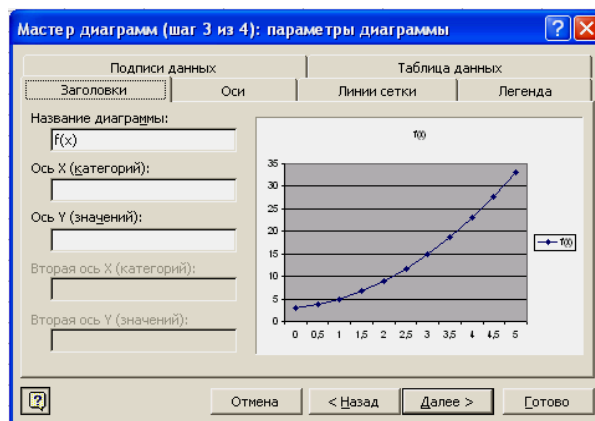 Мастер диаграмм (шаг 3 из 4): параметры диаграммы
Подписи данных
Таблица данных
Заголовки
Оси
Линии сетки
Легенда
Название диаграммы:
f(x)
Ось X (категорий):
Ось Y (значений):
Вторая ось X (категорий):
Вторая ось Y (значений):
f(x)
35
30
25
20
15
10
5
0
0 0,5 1 1,5 2 2,5 3 3,5 4 4,5 5
f(x)
Отмена
< Назад
Далее >
Готово